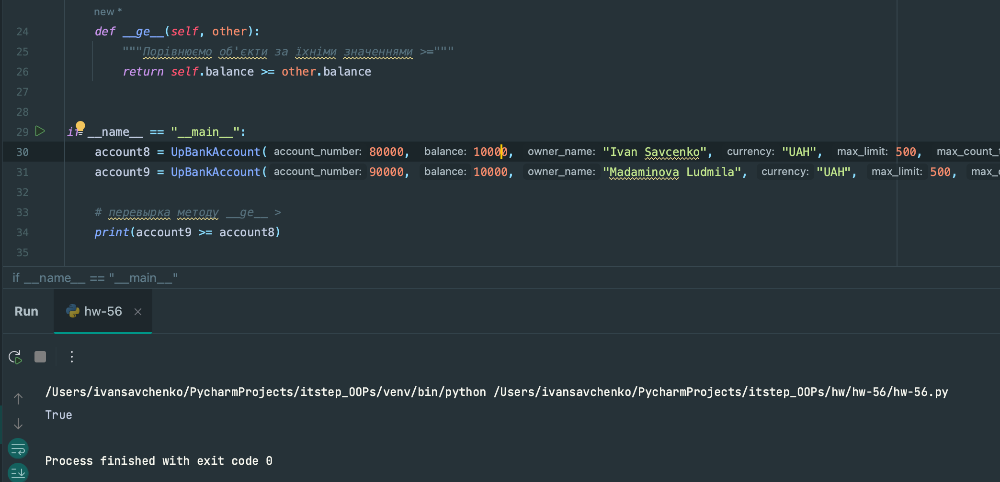 new *
24 def __ge__(self, other):
25 """Порівнюємо об'єкти за їхніми значеннями >="""
26 return self.balance >= other.balance
27
28
29 if __name__ == "__main__":
30 account8 = UpBankAccount( account_number: 80000, balance: 10000, owner_name: "Ivan Savcenko", currency: "UAH", max_limit: 500, max_count_
31 account9 = UpBankAccount( account_number: 90000, balance: 10000, owner_name: "Madaminova Ludmila", currency: "UAH", max_limit: 500,
32
33 # перевырка методу __ge__ >
34 print(account9 >= account8)
35
if __name__ == "__main__"
Run hw-56
/Users/ivansavchenko/PycharmProjects/itstep_OOPs/venv/bin/python /Users/ivansavchenko/PycharmProjects/itstep_OOPs/hw/hw-56/hw-56.py
True
Process finished with exit code 0